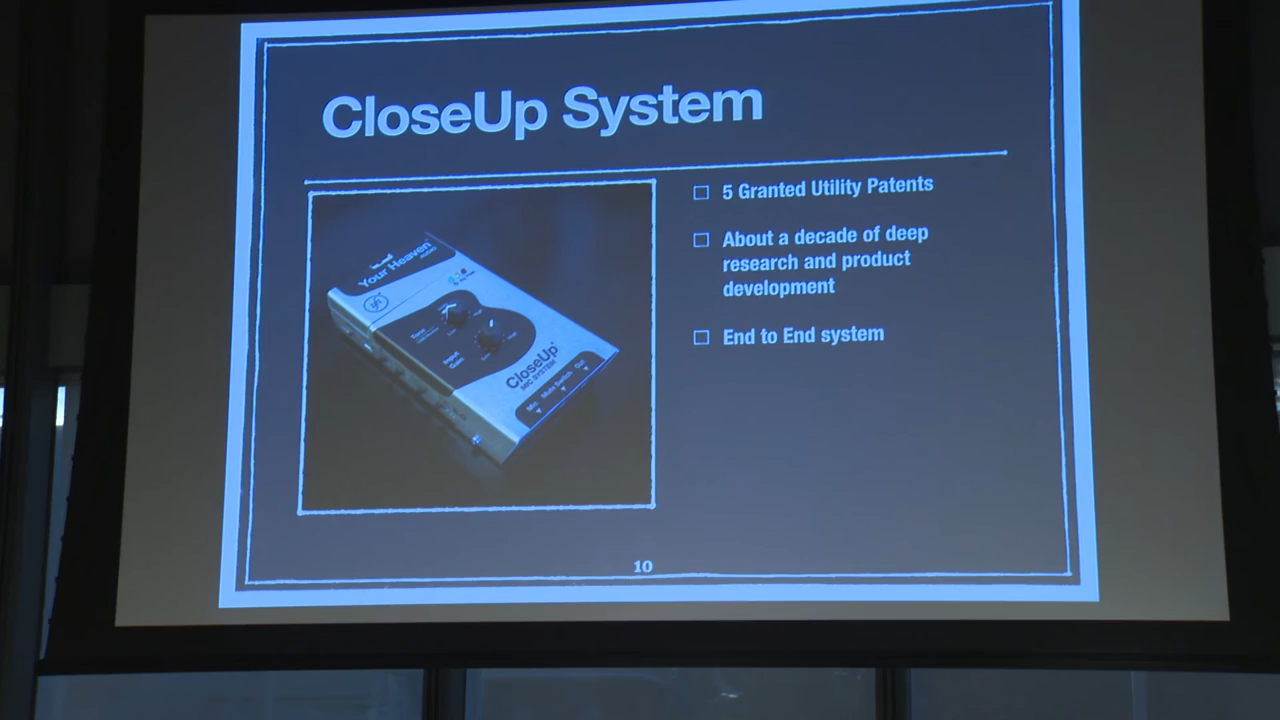 CloseUp System
5 Granted Utility Patents
About a decade of deep
research and product
development
End to End system
Your Heaven
Tone
Input
Gain
CloseUp
MIC SYSTEM
Mic Mute Switch Out
10